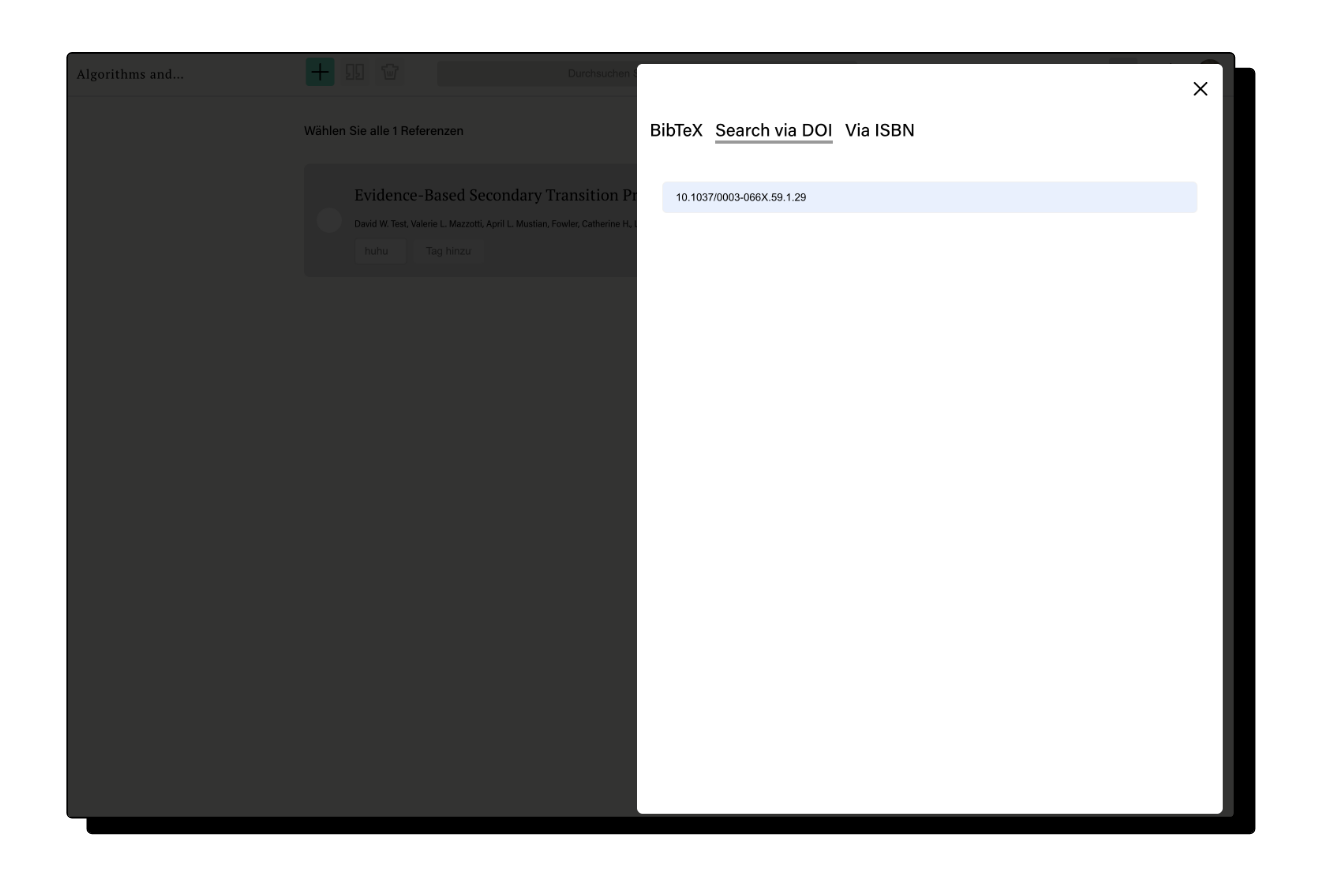 Algorithms and...
Durchsuchen
Wählen Sie alle 1 Referenzen
Evidence-Based Secondary Transition
David W. Test, Valerie L. Mazzotti, April L. Mustian, Fowler, Catherine H.,
huhu Tag hinzu
BibTeX Search via DOI Via ISBN
10.1037/0003-066X.59.1.29